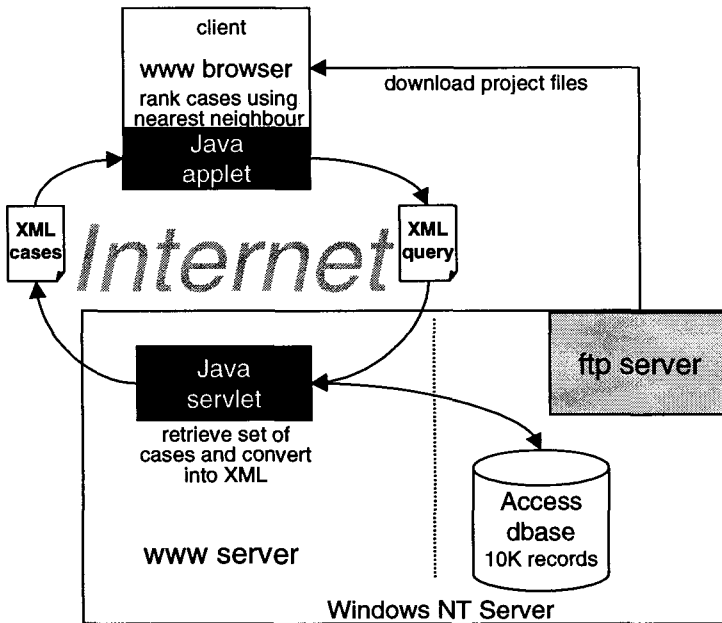 client
www browser
rank cases using
nearest neighbour
Java
applet
download project files
XML
cases
Internet
XML
query
ftp server
Java
servlet
retrieve set of
cases and convert
into XML
www server
Access
dbase
10K records
Windows NT Server